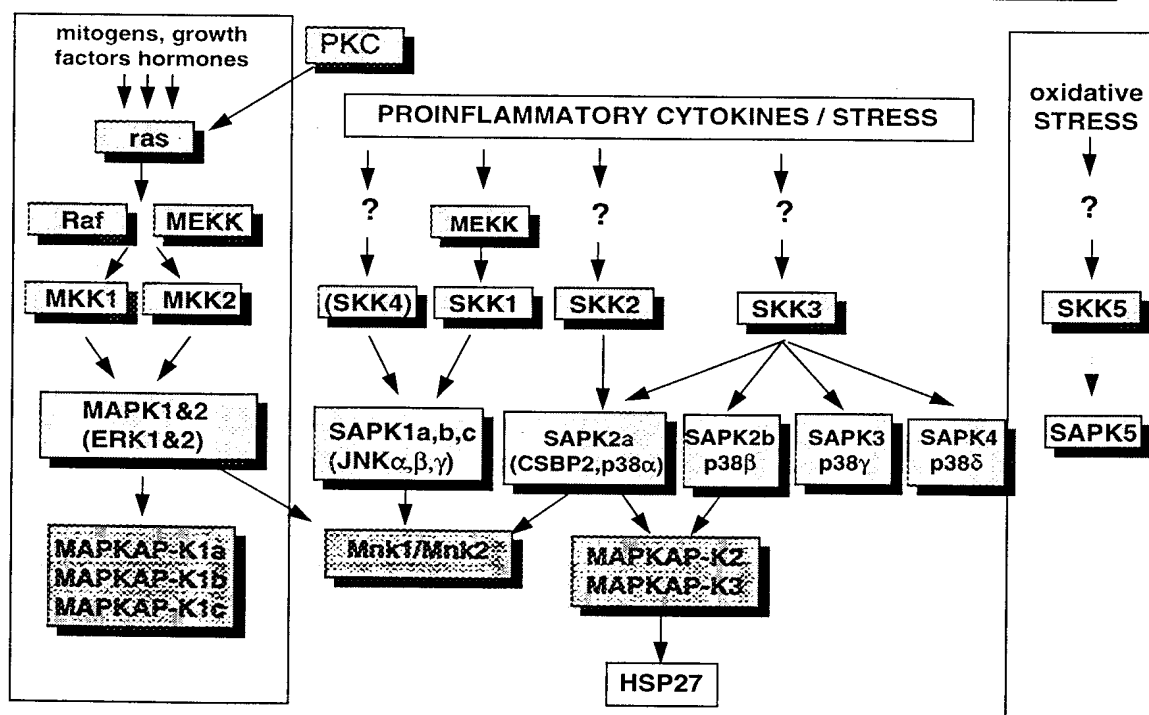 mitogens, growth
factors hormones
PKC
ras
Raf
MEKK
MKK1
MKK2
MAPK1&2
(ERK1&2)
MAPKAP-K1a
MAPKAP-K1b
MAPKAP-K1c
PROINFLAMMATORY CYTOKINES / STRESS
?
MEKK
?
?
(SKK4)
SKK1
SKK2
SKK3
SAPK1a,b,c
(JNKα,β,γ)
SAPK2a
(CSBP2,p38α)
SAPK2b
p38β
SAPK3
p38γ
SAPK4
p38δ
Mnk1/Mnk2
MAPKAP-K2
MAPKAP-K3
HSP27
oxidative
STRESS
?
SKK5
SAPK5